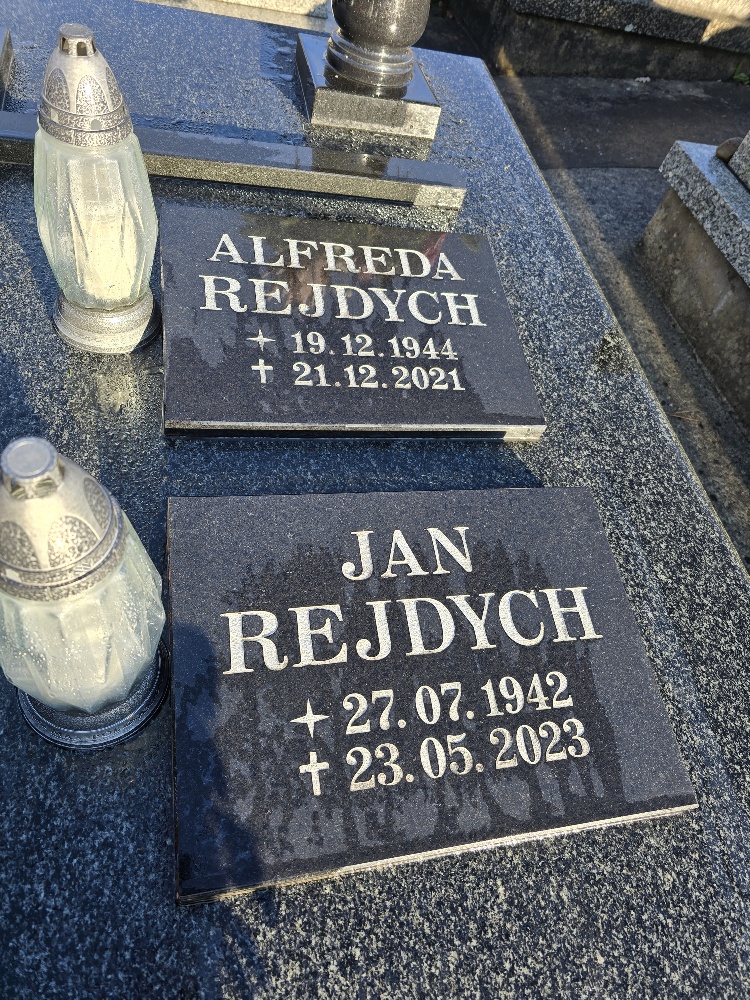 ALFREDA
REJDYCH
19.12.1944
✝ 21.12.2021
JAN
REJDYCH
27.07.1942
✝ 23.05.2023